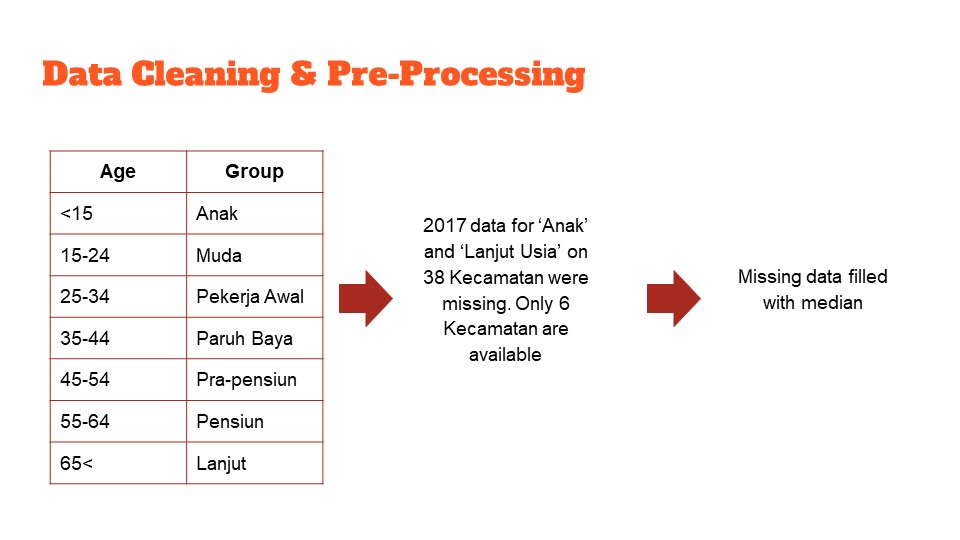 Data Cleaning & Pre-Processing
Age Group
<15 Anak
15-24 Muda
25-34 Pekerja Awal
35-44 Paruh Baya
45-54 Pra-pensiun
55-64 Pensiun
65< Lanjut
2017 data for ‘Anak’
and ‘Lanjut Usia’ on
38 Kecamatan were
missing. Only 6
Kecamatan are
available
Missing data filled
with median